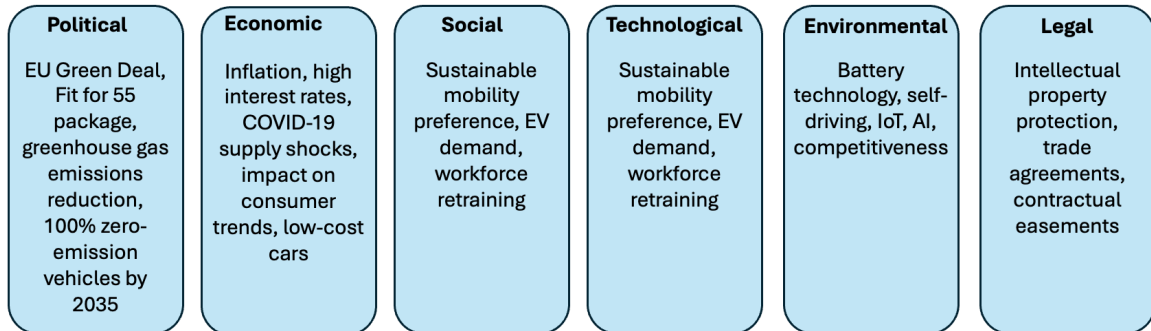 Political
EU Green Deal,
Fit for 55
package,
greenhouse gas
emissions
reduction,
100% zero-
emission
vehicles by
2035
Economic
Inflation, high
interest rates,
COVID-19
supply shocks,
impact on
consumer
trends, low-cost
cars
Social
Sustainable
mobility
preference, EV
demand,
workforce
retraining
Technological
Sustainable
mobility
preference, EV
demand,
workforce
retraining
Environmental
Battery
technology, self-
driving, IoT, AI,
competitiveness
Legal
Intellectual
property
protection,
trade
agreements,
contractual
easements